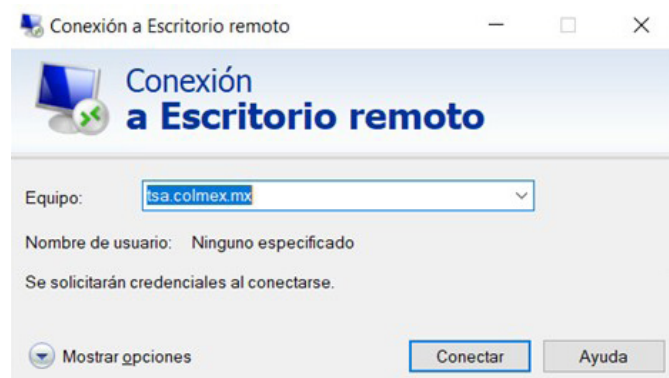 Conexión a Escritorio remoto
Conexión
a Escritorio remoto
Equipo: tsa.colmex.mx
Nombre de usuario: Ninguno especificado
Se solicitarán credenciales al conectarse.
Mostrar opciones Conectar Ayuda